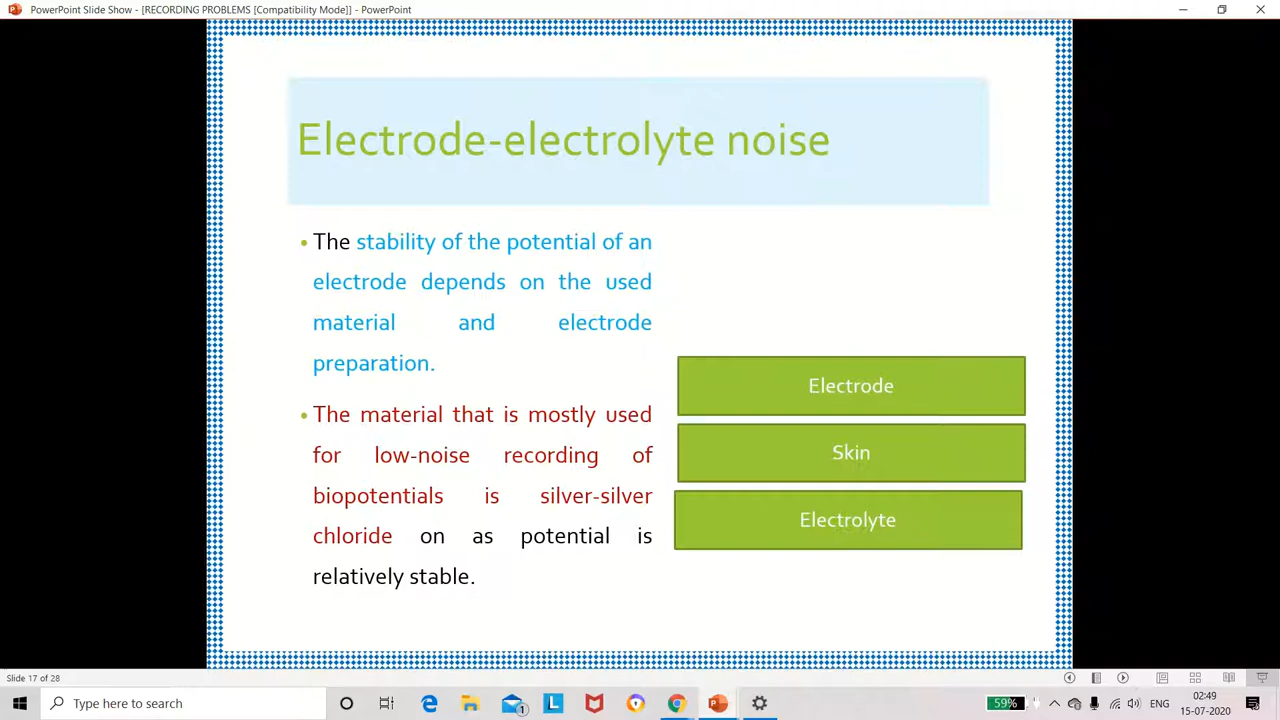 PowerPoint Slide Show - [RECORDING PROBLEMS [Compatibility Mode]] - PowerPoint
Electrode-electrolyte noise
• The stability of the potential of an
electrode depends on the used
material and electrode
preparation.
• The material that is mostly used
for low-noise recording of
biopotentials is silver-silver
chloride on as potential is
relatively stable.
Electrode
Skin
Electrolyte
Slide 17 of 28
Type here to search
1
L
59%
ENG
02:49
15-07-2020